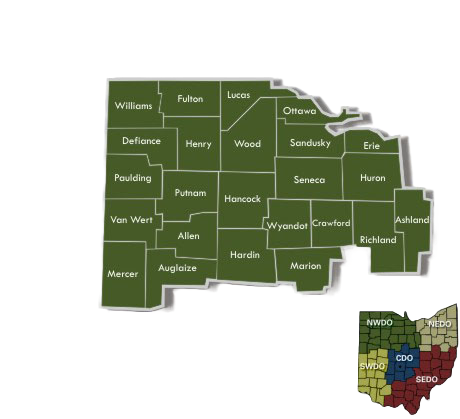 Lucas
Williams
Fulton
Ottawa
Defiance
Henry
Wood
Sandusky
Erie
Paulding
Putnam
Hancock
Seneca
Huron
Van Wert
Allen
Wyandot
Crawford
Richland
Ashland
Mercer
Auglaize
Hardin
Marion
NWDO
NEDO
SWDO
CDO
SEDO